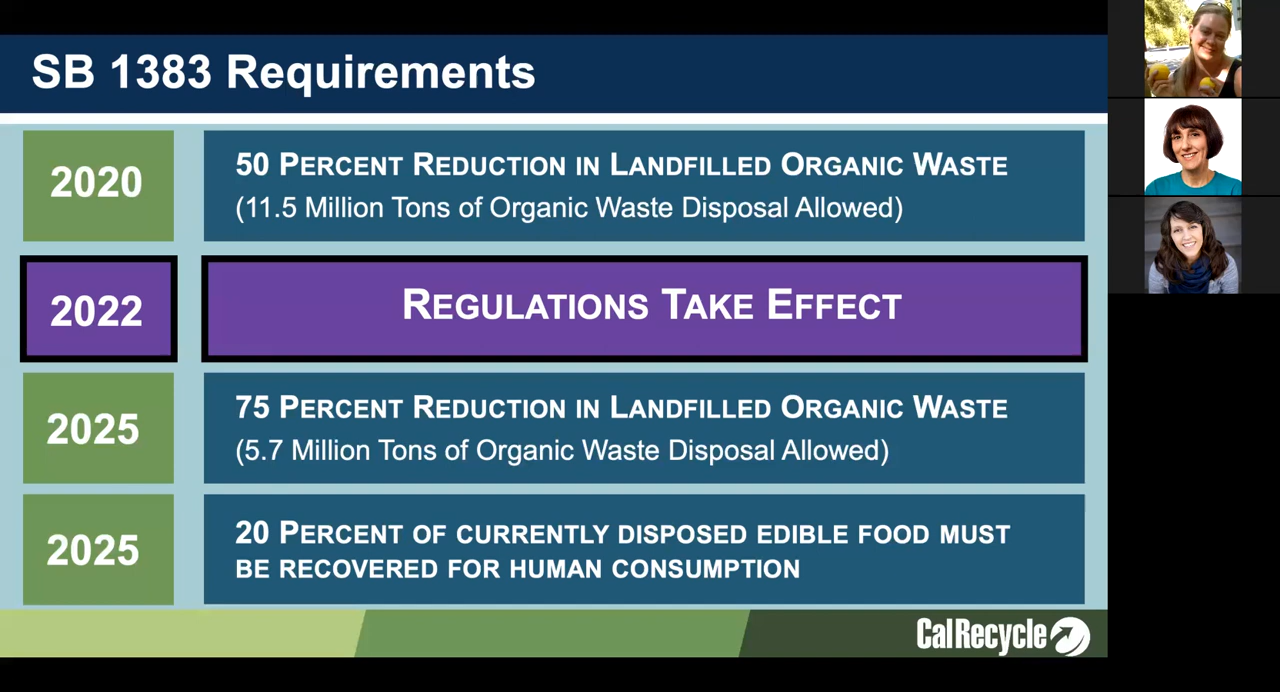 SB 1383 Requirements
2020
50 PERCENT REDUCTION IN LANDFILLED ORGANIC WASTE
(11.5 Million Tons of Organic Waste Disposal Allowed)
2022
REGULATIONS TAKE EFFECT
2025
75 PERCENT REDUCTION IN LANDFILLED ORGANIC WASTE
(5.7 Million Tons of Organic Waste Disposal Allowed)
2025
20 PERCENT OF CURRENTLY DISPOSED EDIBLE FOOD MUST
BE RECOVERED FOR HUMAN CONSUMPTION
CalRecycle